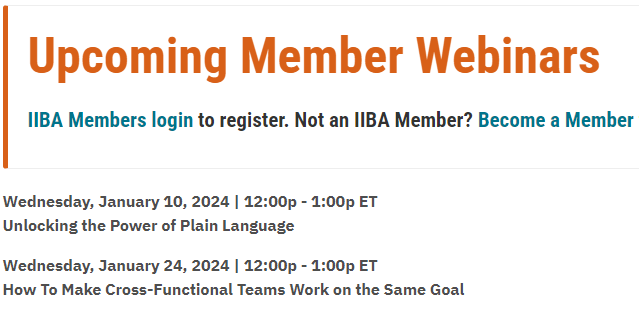 Upcoming Member Webinars
IIBA Members login to register. Not an IIBA Member? Become a Member
Wednesday, January 10, 2024 | 12:00p - 1:00p ET
Unlocking the Power of Plain Language
Wednesday, January 24, 2024 | 12:00p - 1:00p ET
How To Make Cross-Functional Teams Work on the Same Goal